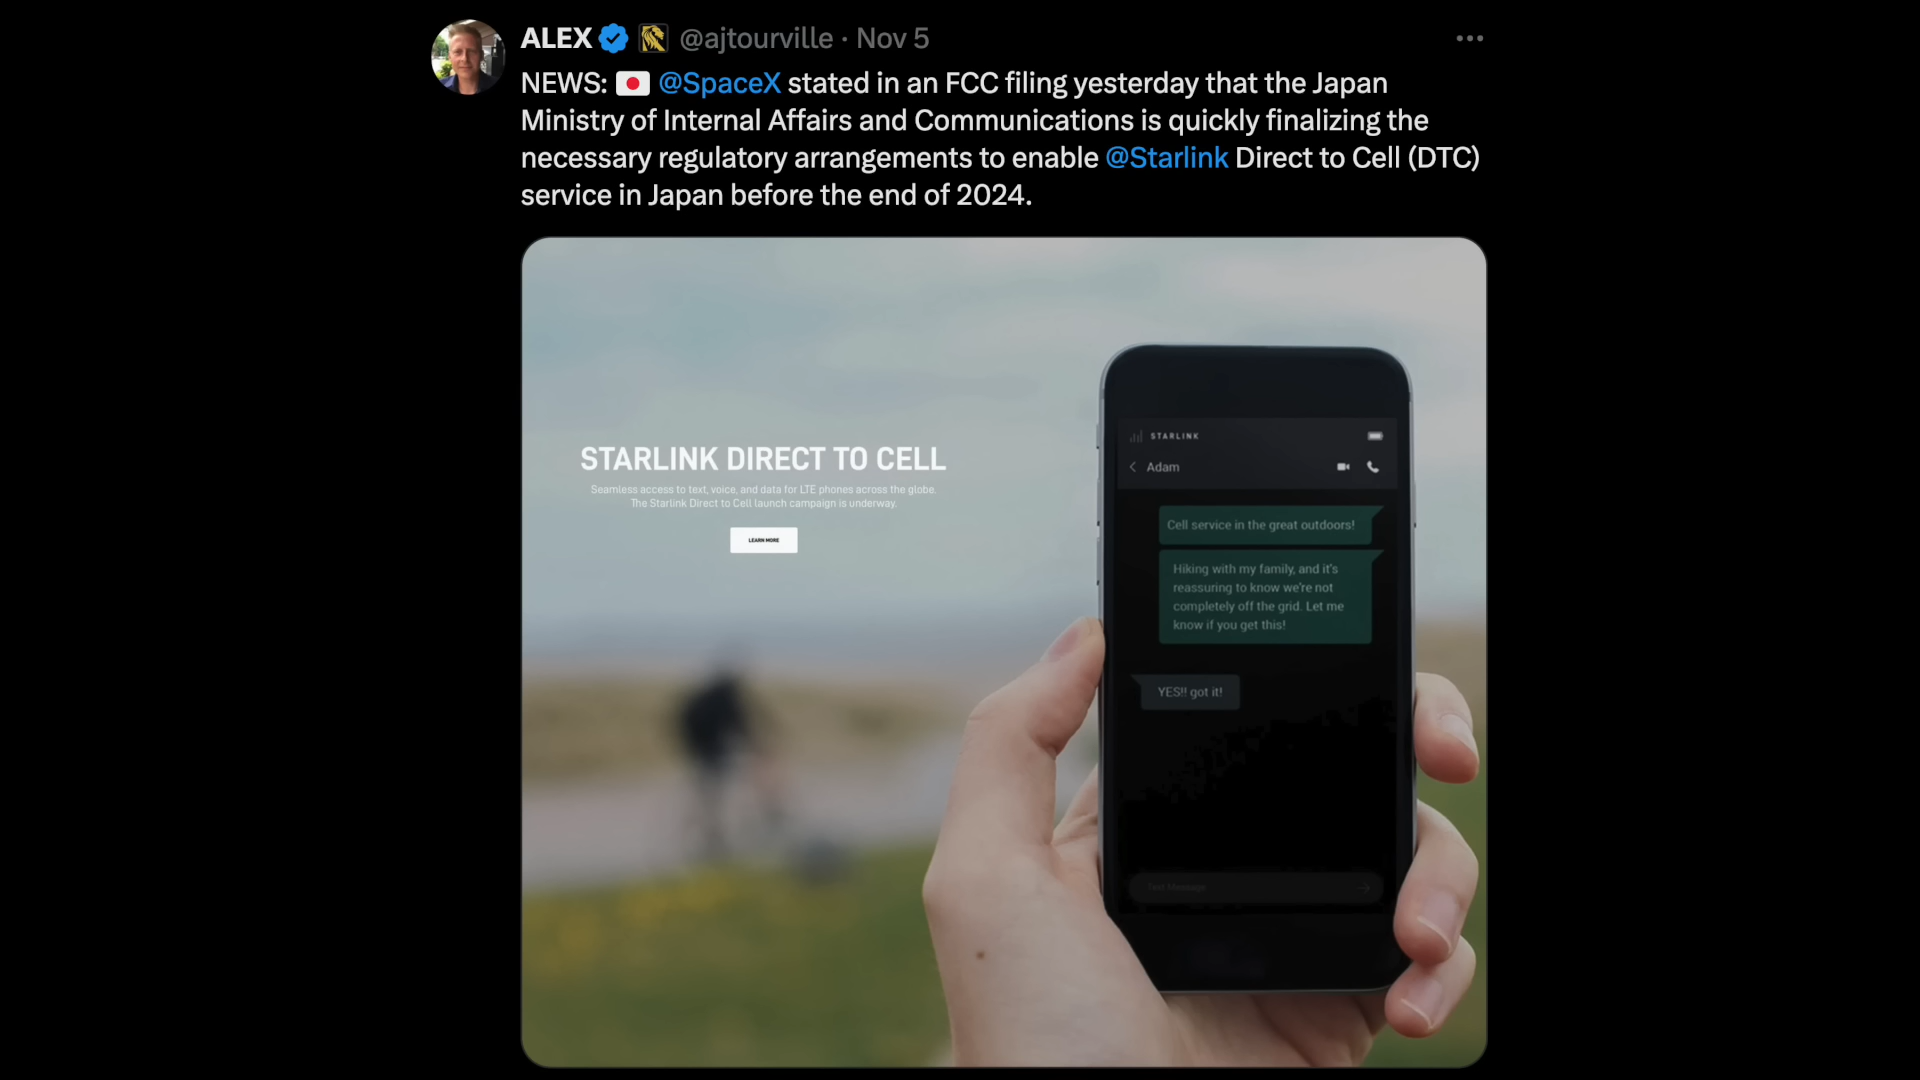 ALEX @ajtourville · Nov 5
NEWS: 🇯🇵 @SpaceX stated in an FCC filing yesterday that the Japan
Ministry of Internal Affairs and Communications is quickly finalizing the
necessary regulatory arrangements to enable @Starlink Direct to Cell (DTC)
service in Japan before the end of 2024.
STARLINK DIRECT TO CELL
Seamless access to text, voice, and data for LTE phones across the globe.
The Starlink Direct to Cell launch campaign is underway.
LEARN MORE
STARLINK
Adam
Cell service in the great outdoors!
Hiking with my family, and it's
reassuring to know we're not
completely off the grid. Let me
know if you get this!
YES!! got it!
Text Message